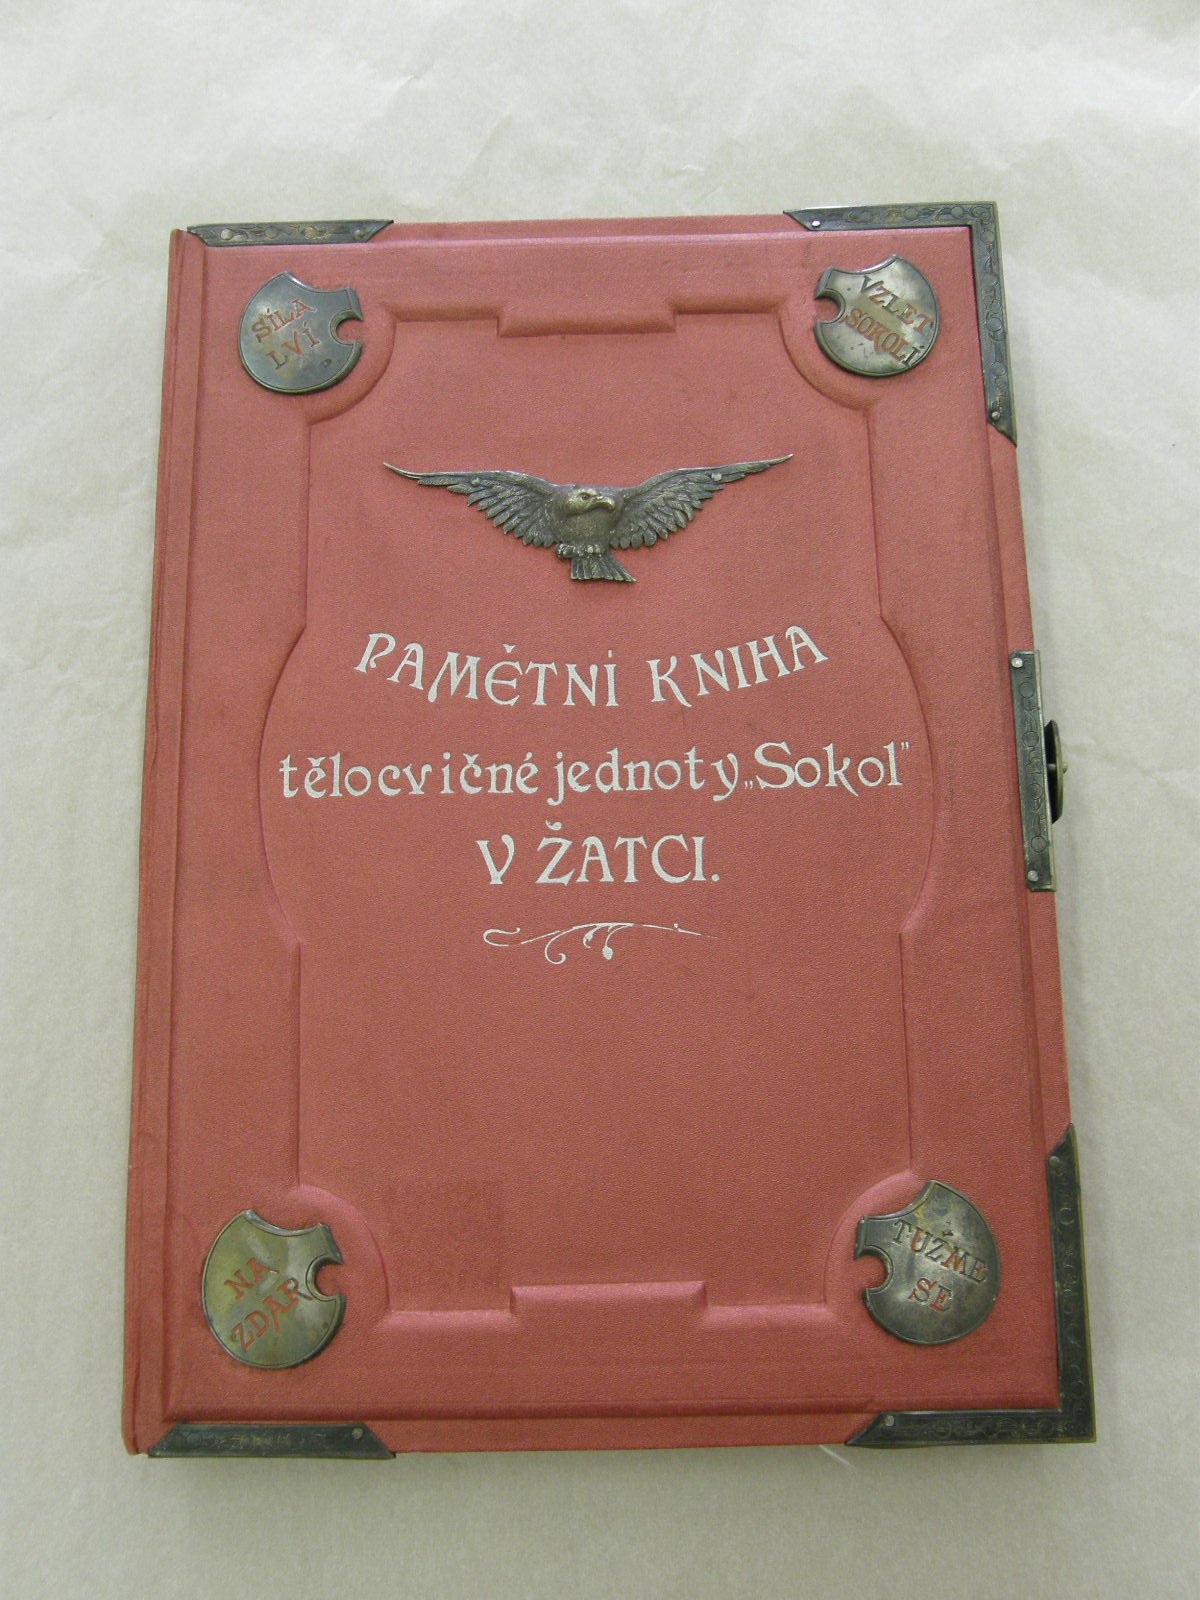 SÍLA
LVÍ
VZLET
SOKOLÍ
PAMĚTNÍ KNIHA
tělocvičné jednoty „Sokol”
V ŽATCI.
NA
ZDAR
TUŽME
SE